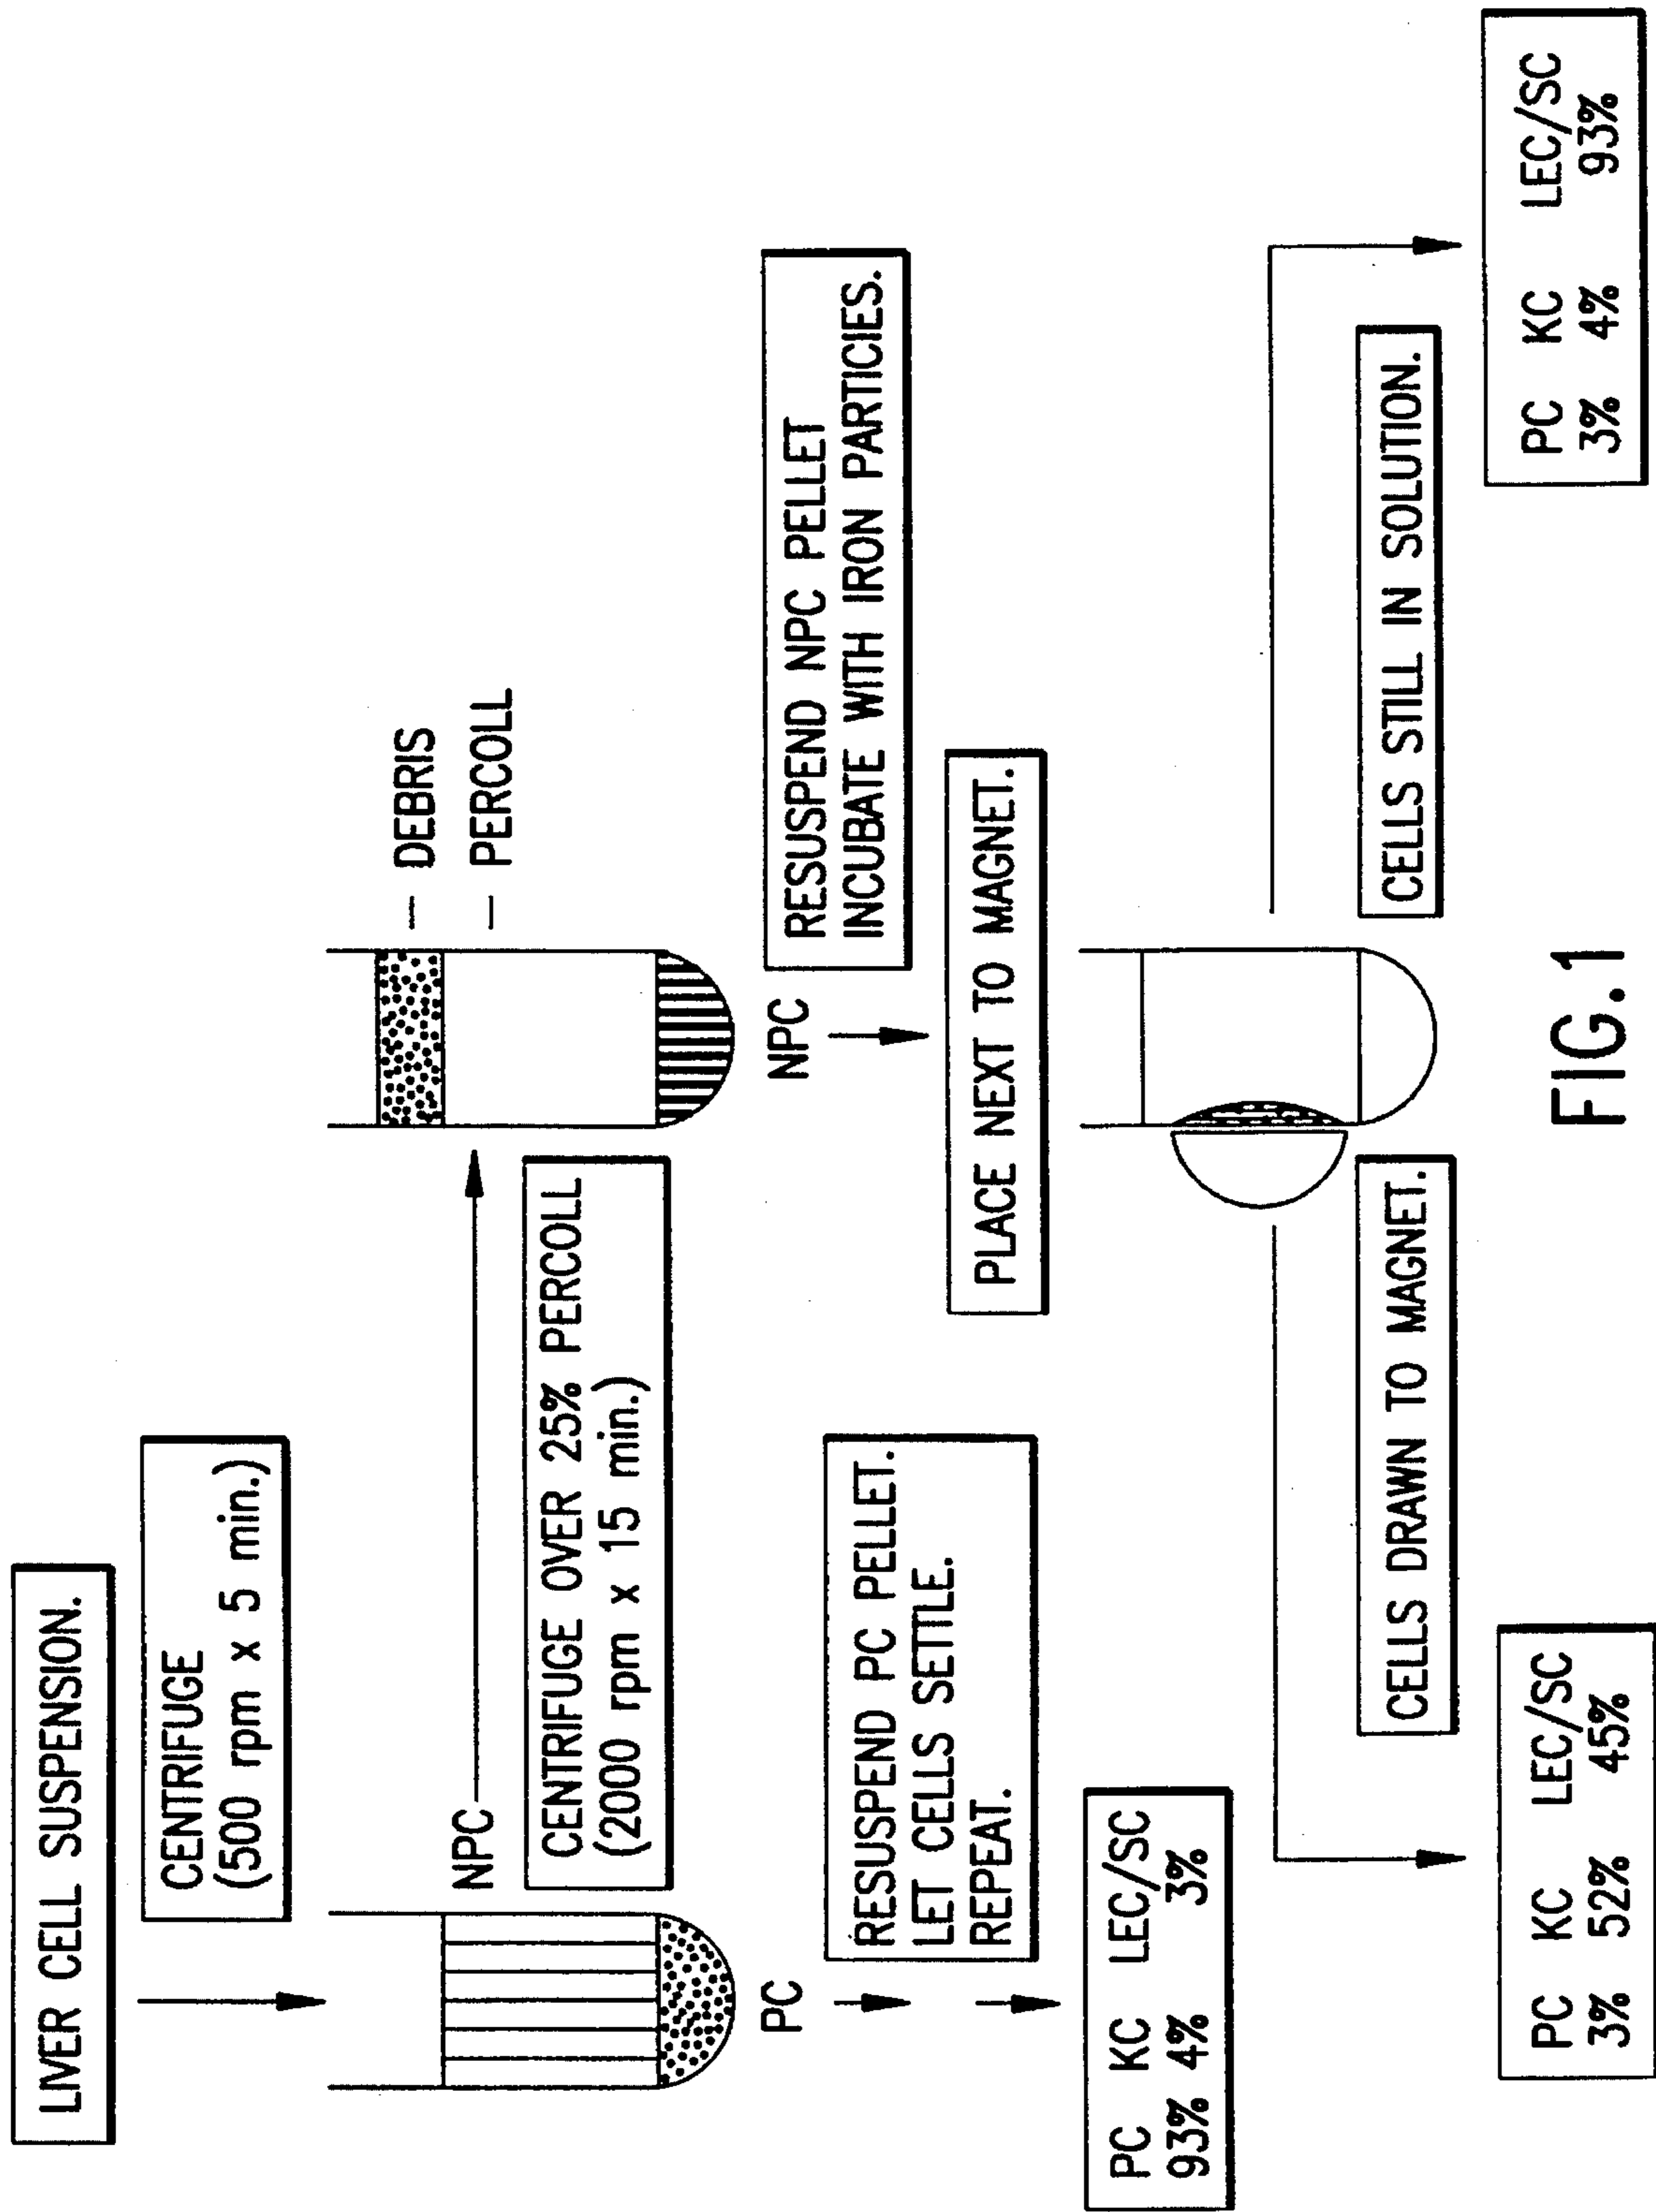 LIVER CELL SUSPENSION.
CENTRIFUGE
(500 rpm x 5 min.)
NPC
CENTRIFUGE OVER 25% PERCOLL
(2000 rpm x 15 min.)
DEBRIS
PERCOLL
PC
RESUSPEND PC PELLET.
LET CELLS SETTLE.
REPEAT.
PC KC LEC/SC
93% 4% 3%
NPC
RESUSPEND NPC PELLET
INCUBATE WITH IRON PARTICIES.
PLACE NEXT TO MAGNET.
CELLS DRAWN TO MAGNET.
CELLS STILL IN SOLUTION.
PC KC LEC/SC
3% 52% 45%
PC KC LEC/SC
3% 4% 93%
FIG.1